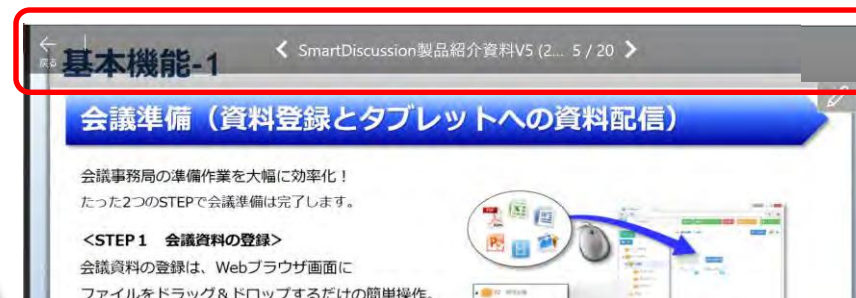 戻る
SmartDiscussion製品紹介資料V5 (2... 5 / 20
基本機能-1
会議準備（資料登録とタブレットへの資料配信）
会議事務局の準備作業を大幅に効率化！
たった2つのSTEPで会議準備は完了します。
<STEP１　会議資料の登録>
会議資料の登録は、Webブラウザ画面に
ファイルをドラッグ＆ドロップするだけの簡単操作。